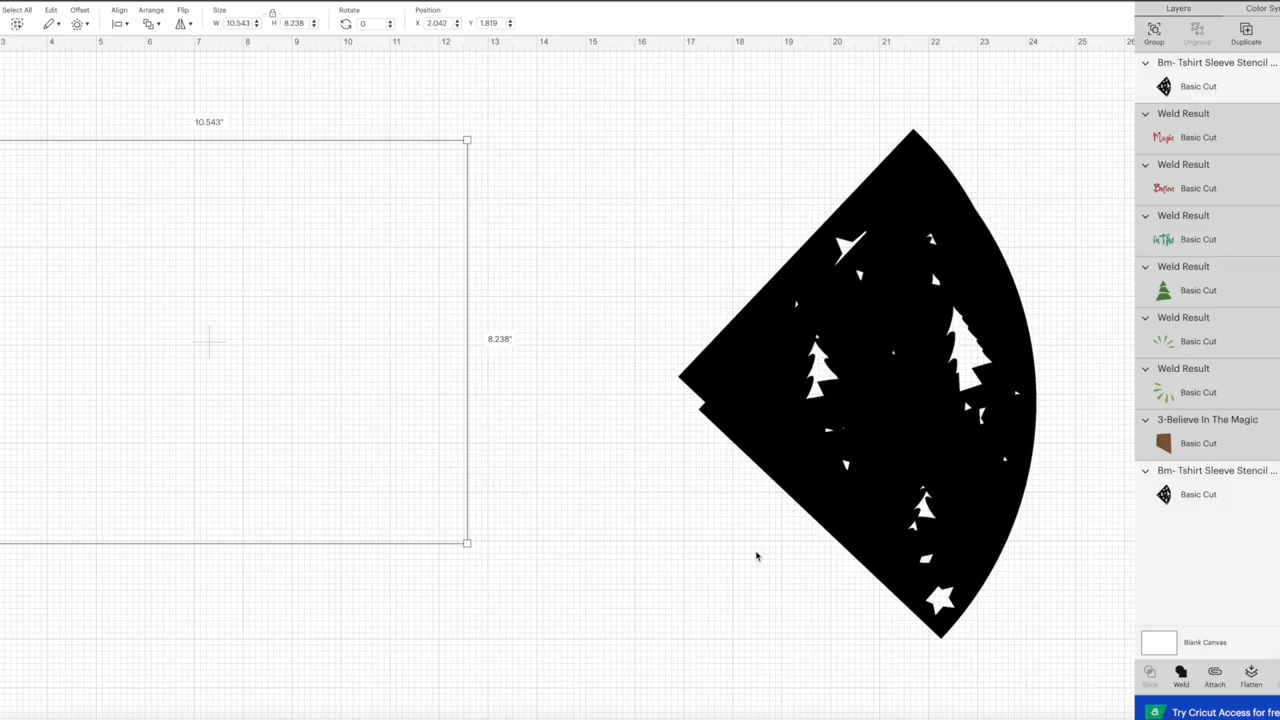 Select All Edit Offset Align Arrange Flip Size Rotate Position
W 10.543 H 8.238 0 X 2.042 Y 1.819
3 4 5 6 7 8 9 10 11 12 13 14 15 16 17 18 19 20 21 22 23 24 25 26
10.543"
8.238"
Layers Color Sy
Group Ungroup Duplicate
Bm- Tshirt Sleeve Stencil ...
Basic Cut
Weld Result
Magic Basic Cut
Weld Result
Believe Basic Cut
Weld Result
In The Basic Cut
Weld Result
Basic Cut
Weld Result
Basic Cut
Weld Result
Basic Cut
3-Believe In The Magic
Basic Cut
Bm- Tshirt Sleeve Stencil ...
Basic Cut
Blank Canvas
Slice Weld Attach Flatten
Try Cricut Access for fre